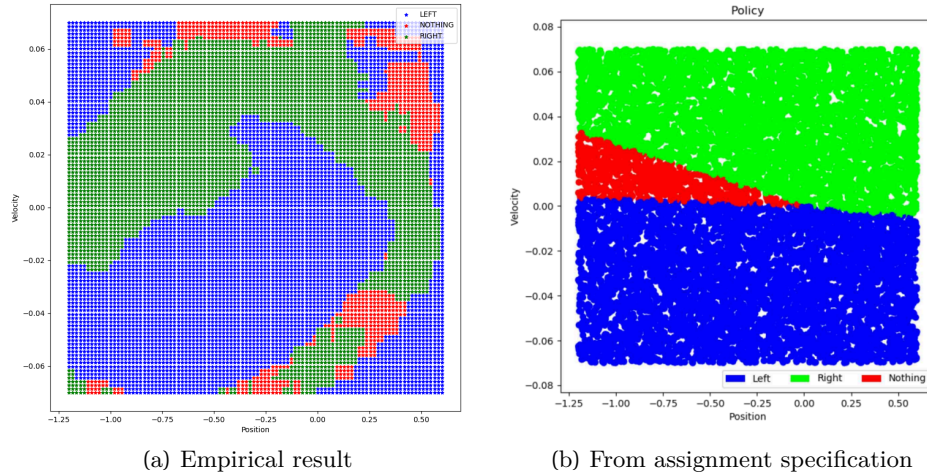 LEFT
NOTHING
RIGHT
0.06
0.04
0.02
0.00
−0.02
−0.04
−0.06
Velocity
−1.25 −1.00 −0.75 −0.50 −0.25 0.00 0.25 0.50
Position
(a) Empirical result
Policy
0.08
0.06
0.04
0.02
0.00
−0.02
−0.04
−0.06
−0.08
Velocity
Left Right Nothing
−1.25 −1.00 −0.75 −0.50 −0.25 0.00 0.25 0.50
Position
(b) From assignment specification